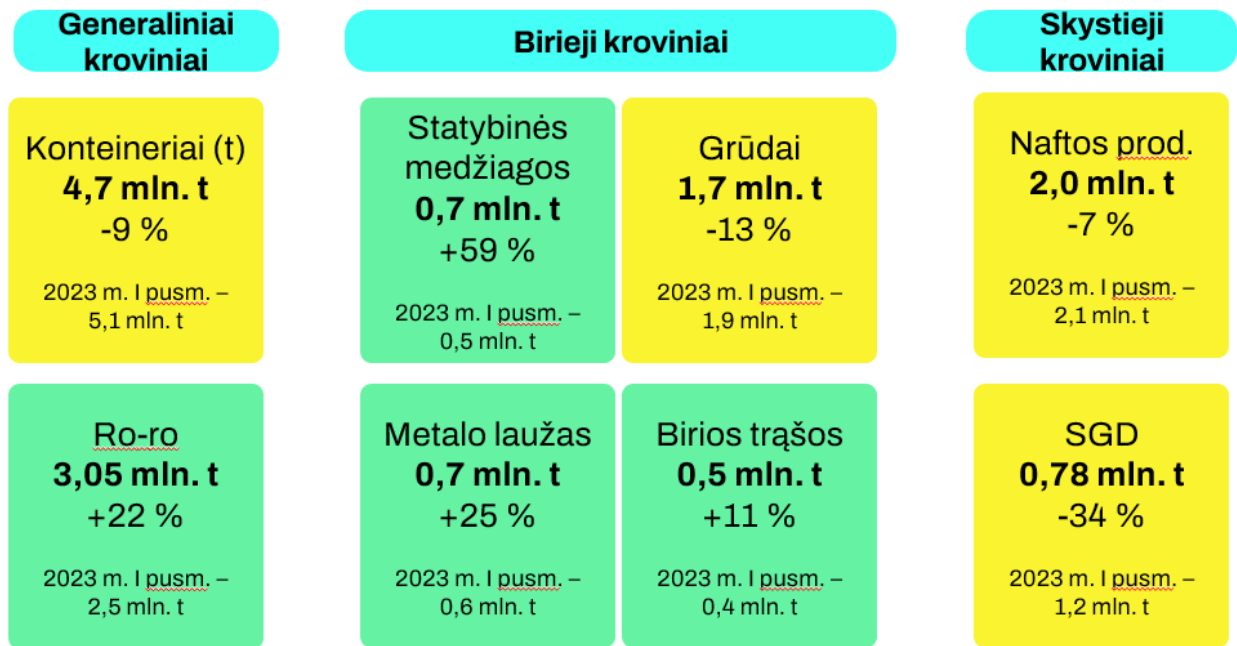 Generaliniai
kroviniai
Birieji kroviniai
Skystieji
kroviniai
Konteineriai (t)
4,7 mln. t
-9 %
2023 m. I pusm. –
5,1 mln. t
Statybinės
medžiagos
0,7 mln. t
+59 %
2023 m. I pusm. –
0,5 mln. t
Grūdai
1,7 mln. t
-13 %
2023 m. I pusm. –
1,9 mln. t
Naftos prod.
2,0 mln. t
-7 %
2023 m. I pusm. –
2,1 mln. t
Ro-ro
3,05 mln. t
+22 %
2023 m. I pusm. –
2,5 mln. t
Metalo laužas
0,7 mln. t
+25 %
2023 m. I pusm. –
0,6 mln. t
Birios trąšos
0,5 mln. t
+11 %
2023 m. I pusm. –
0,4 mln. t
SGD
0,78 mln. t
-34 %
2023 m. I pusm. –
1,2 mln. t